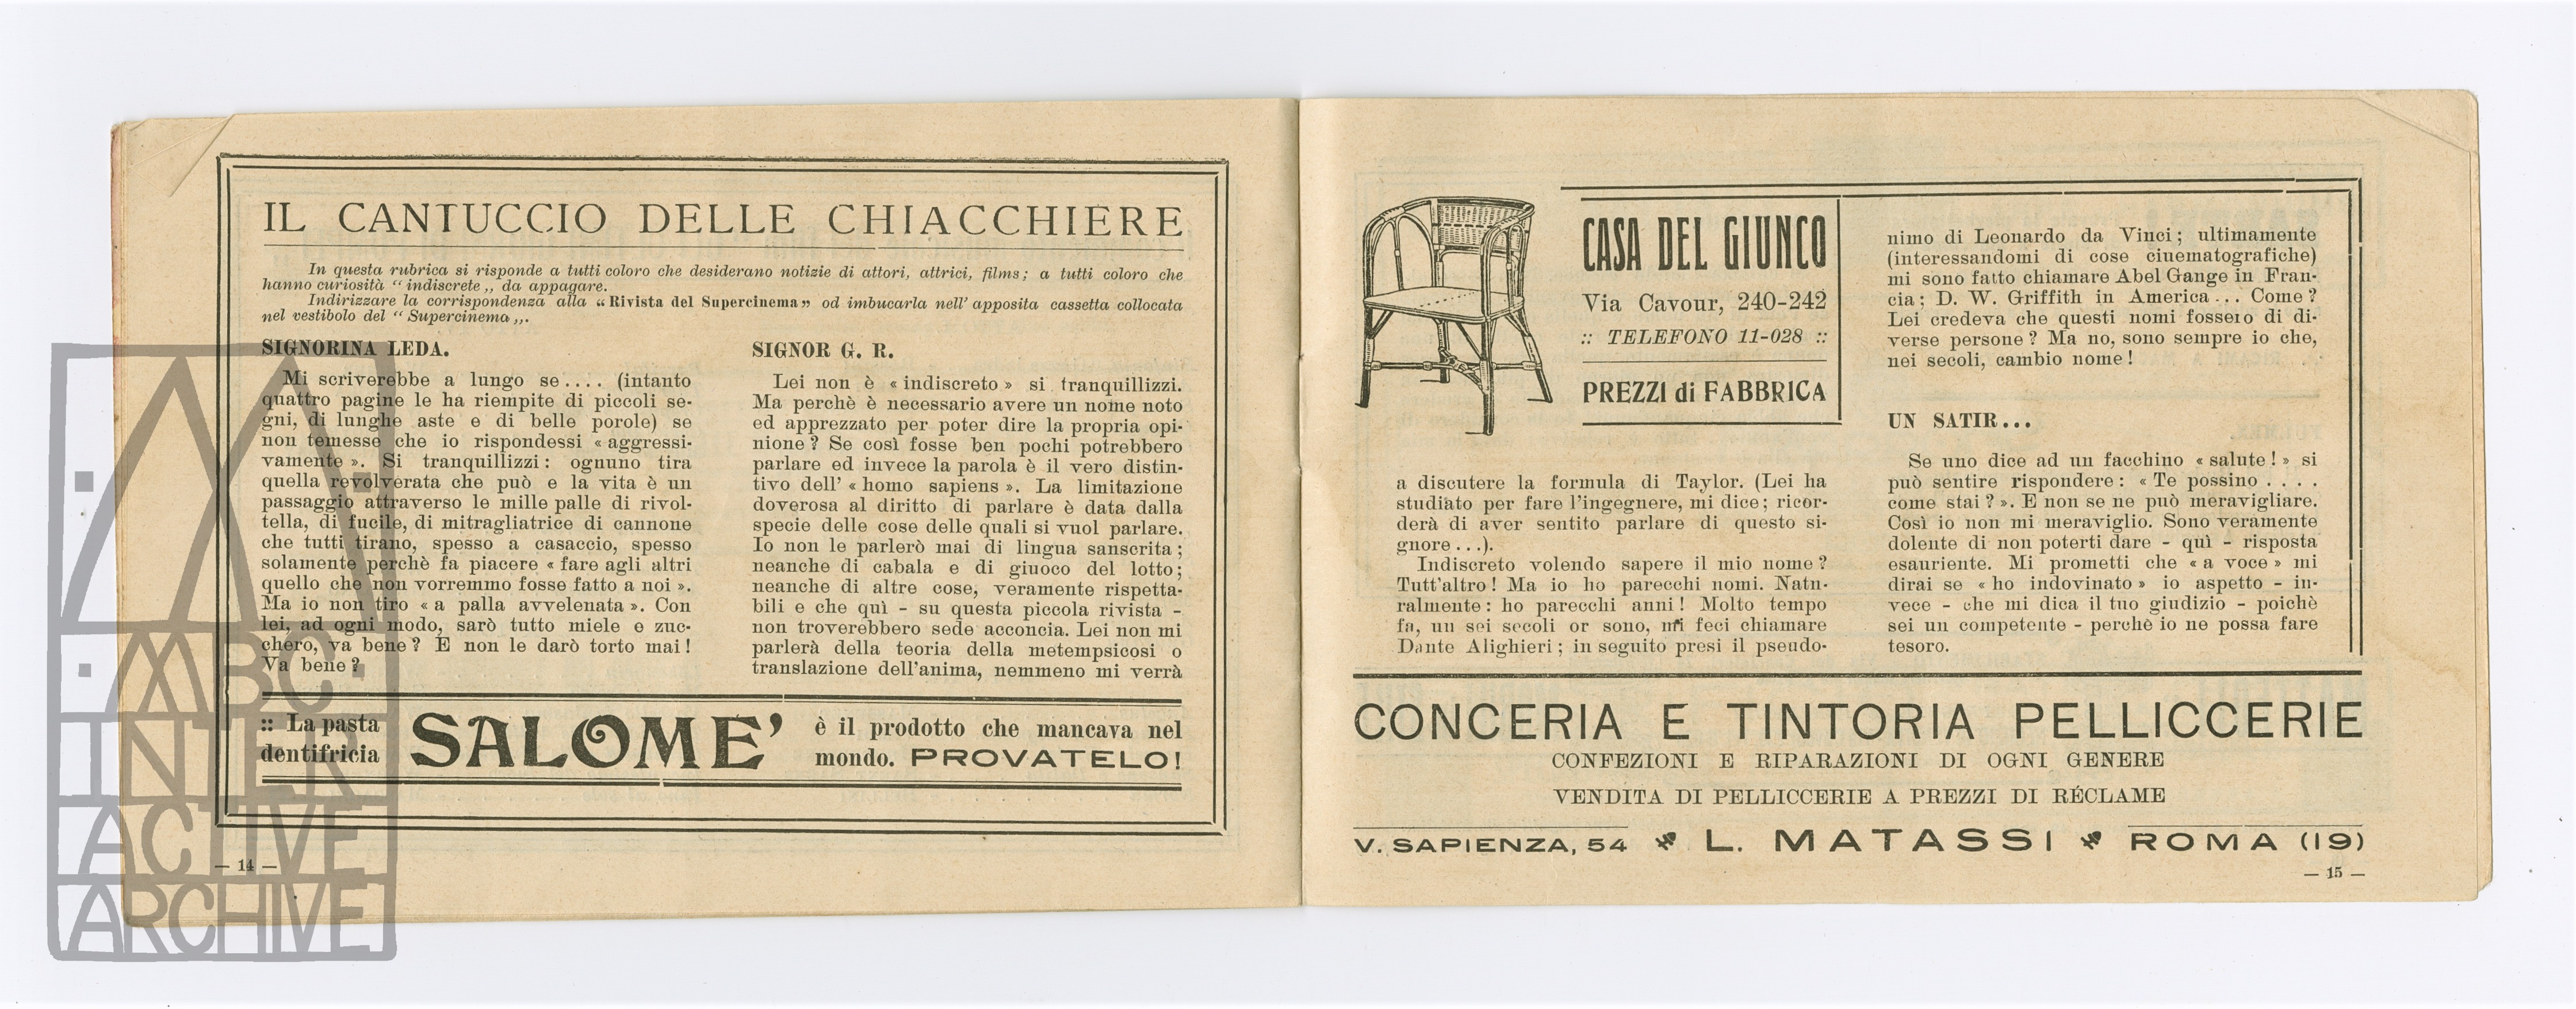 IL CANTUCCIO DELLE CHIACCHIERE
In questa rubrica si risponde a tutti coloro che desiderano notizie di attori, attrici, films; a tutti coloro che
hanno curiosità “ indiscrete „ da appagare.
Indirizzare la corrispondenza alla “ Rivista del Supercinema „ od imbucarla nell' apposita cassetta collocata
nel vestibolo del “ Supercinema „.
SIGNORINA LEDA.
Mi scriverebbe a lungo se.... (intanto
quattro pagine le ha riempite di piccoli se-
gni, di lunghe aste e di belle porole) se
non temesse che io rispondessi « aggressi-
vamente ». Si tranquillizzi: ognuno tira
quella revolverata che può e la vita è un
passaggio attraverso le mille palle di rivol-
tella, di fucile, di mitragliatrice di cannone
che tutti tirano, spesso a casaccio, spesso
solamente perchè fa piacere « fare agli altri
quello che non vorremmo fosse fatto a noi ».
Ma io non tiro « a palla avvelenata ». Con
lei, ad ogni modo, sarò tutto miele e zuc-
chero, va bene? E non le darò torto mai!
Va bene?
SIGNOR G. R.
Lei non è « indiscreto » si tranquillizzi.
Ma perchè è necessario avere un nome noto
ed apprezzato per poter dire la propria opi-
nione? Se così fosse ben pochi potrebbero
parlare ed invece la parola è il vero distin-
tivo dell' « homo sapiens ». La limitazione
doverosa al diritto di parlare è data dalla
specie delle cose delle quali si vuol parlare.
Io non le parlerò mai di lingua sanscrita;
neanche di cabala e di giuoco del lotto;
neanche di altre cose, veramente rispetta-
bili e che quì - su questa piccola rivista -
non troverebbero sede acconcia. Lei non mi
parlerà della teoria della metempsicosi o
translazione dell'anima, nemmeno mi verrà
:: La pasta
dentifricia
SALOME'
è il prodotto che mancava nel
mondo. PROVATELO!
— 14 —
CASA DEL GIUNCO
Via Cavour, 240-242
:: TELEFONO 11-028 ::
PREZZI di FABBRICA
a discutere la formula di Taylor. (Lei ha
studiato per fare l'ingegnere, mi dice; ricor-
derà di aver sentito parlare di questo si-
gnore...).
Indiscreto volendo sapere il mio nome?
Tutt'altro! Ma io ho parecchi nomi. Natu-
ralmente: ho parecchi anni! Molto tempo
fa, un sei secoli or sono, mi feci chiamare
Dante Alighieri; in seguito presi il pseudo-
nimo di Leonardo da Vinci; ultimamente
(interessandomi di cose cinematografiche)
mi sono fatto chiamare Abel Gange in Fran-
cia; D. W. Griffith in America... Come?
Lei credeva che questi nomi fossero di di-
verse persone? Ma no, sono sempre io che,
nei secoli, cambio nome!
UN SATIR...
Se uno dice ad un facchino « salute! » si
può sentire rispondere: « Te possino . . . .
come stai? ». E non se ne può meravigliare.
Così io non mi meraviglio. Sono veramente
dolente di non poterti dare - quì - risposta
esauriente. Mi prometti che « a voce » mi
dirai se « ho indovinato » io aspetto - in-
vece - che mi dica il tuo giudizio - poichè
sei un competente - perchè io ne possa fare
tesoro.
CONCERIA E TINTORIA PELLICCERIE
CONFEZIONI E RIPARAZIONI DI OGNI GENERE
VENDITA DI PELLICCERIE A PREZZI DI RÉCLAME
V. SAPIENZA, 54 L. MATASSI ROMA (19)
— 15 —
ABC
INTER
ACTIVE
ARCHIVE